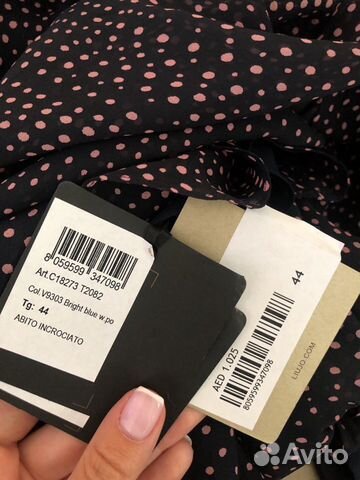 8 059599 347098
Art.C18273 T2082
Col.V9303 Bright blue w.po
Tg: 44
ABITO INCROCIATO
44
AED 1.025
8059599347098
LIUJO.COM
Avito